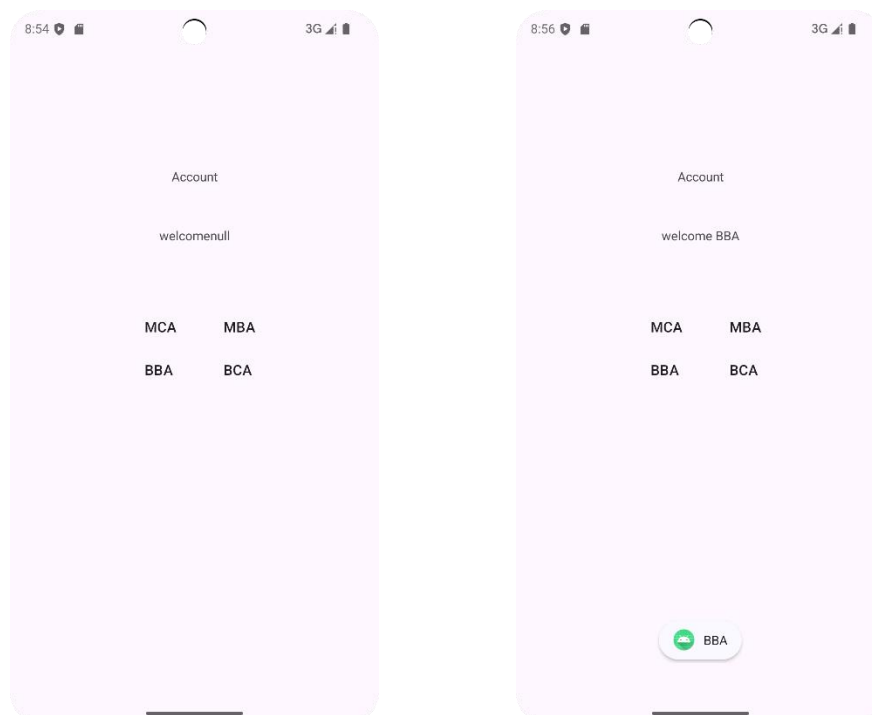 8:54
3G
Account
welcomenull
MCA MBA
BBA BCA
8:56
3G
Account
welcome BBA
MCA MBA
BBA BCA
BBA